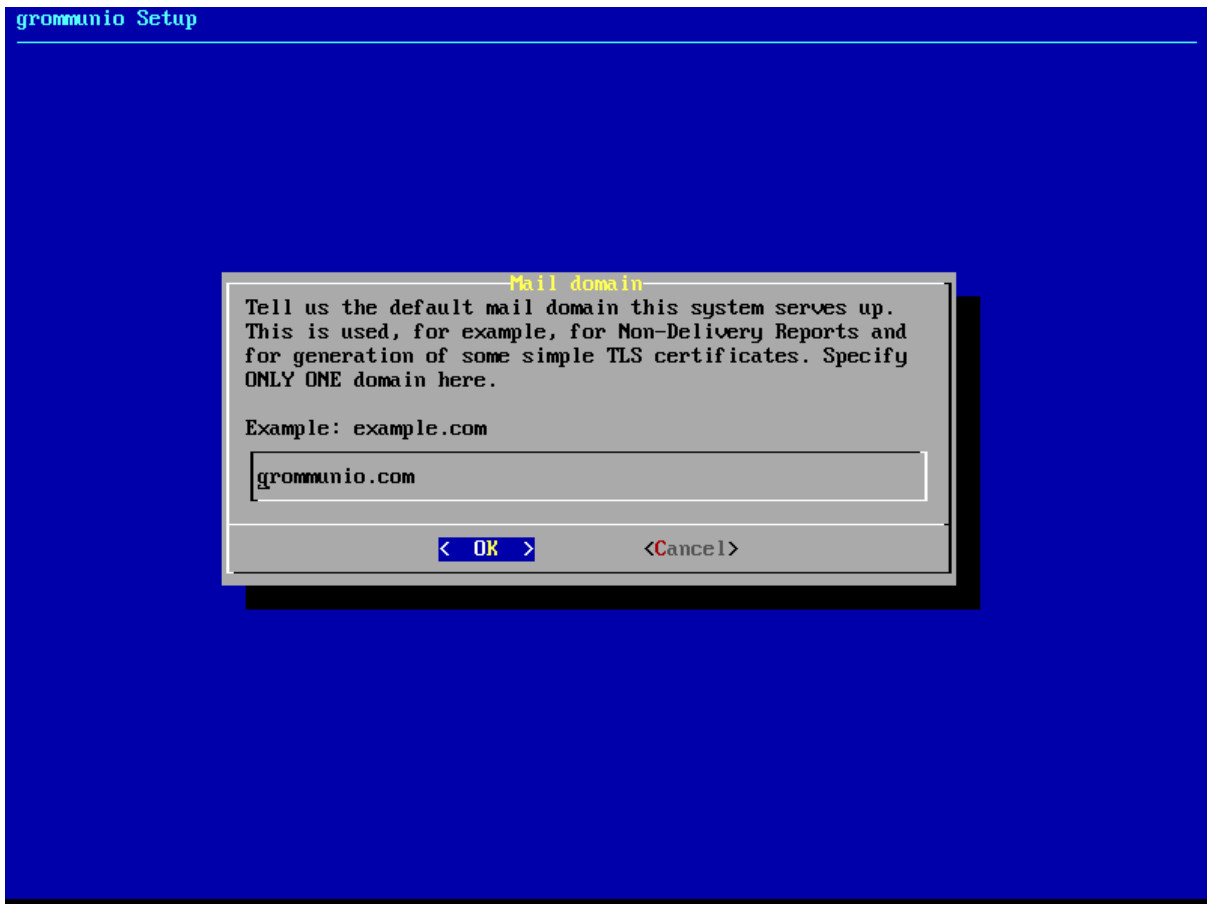 grommunio Setup
Mail domain
Tell us the default mail domain this system serves up.
This is used, for example, for Non-Delivery Reports and
for generation of some simple TLS certificates. Specify
ONLY ONE domain here.
Example: example.com
grommunio.com
< OK > <Cancel>